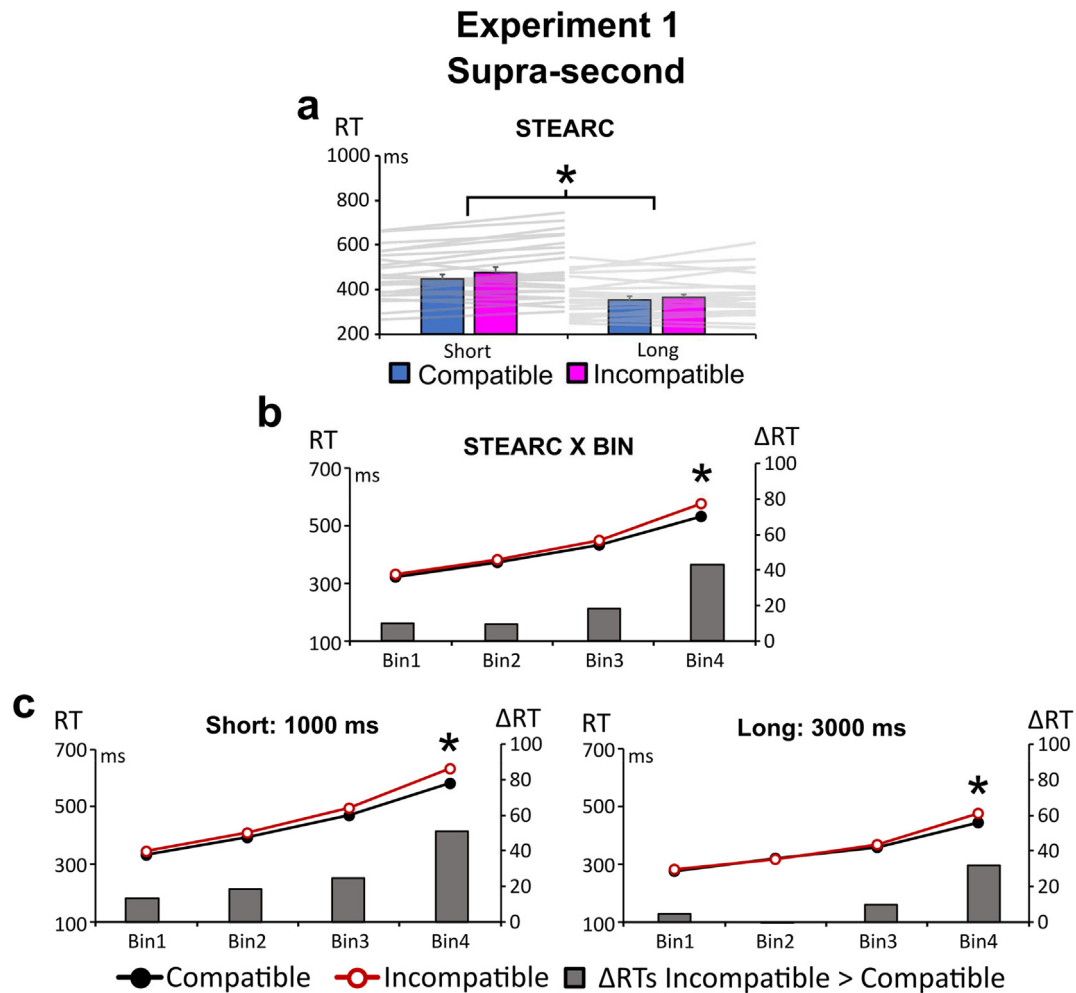 Experiment 1
Supra-second
a
RT
STEARC
1000
ms
*
800
600
400
200
Short
Long
Compatible
Incompatible
b
RT
STEARC X BIN
ΔRT
700
ms
*
100
80
500
60
40
300
20
100
0
Bin1
Bin2
Bin3
Bin4
c
RT
Short: 1000 ms
ΔRT
700
ms
*
100
80
500
60
40
300
20
100
0
Bin1
Bin2
Bin3
Bin4
RT
Long: 3000 ms
ΔRT
700
ms
*
100
80
500
60
40
300
20
100
0
Bin1
Bin2
Bin3
Bin4
Compatible
Incompatible
ΔRTs Incompatible > Compatible